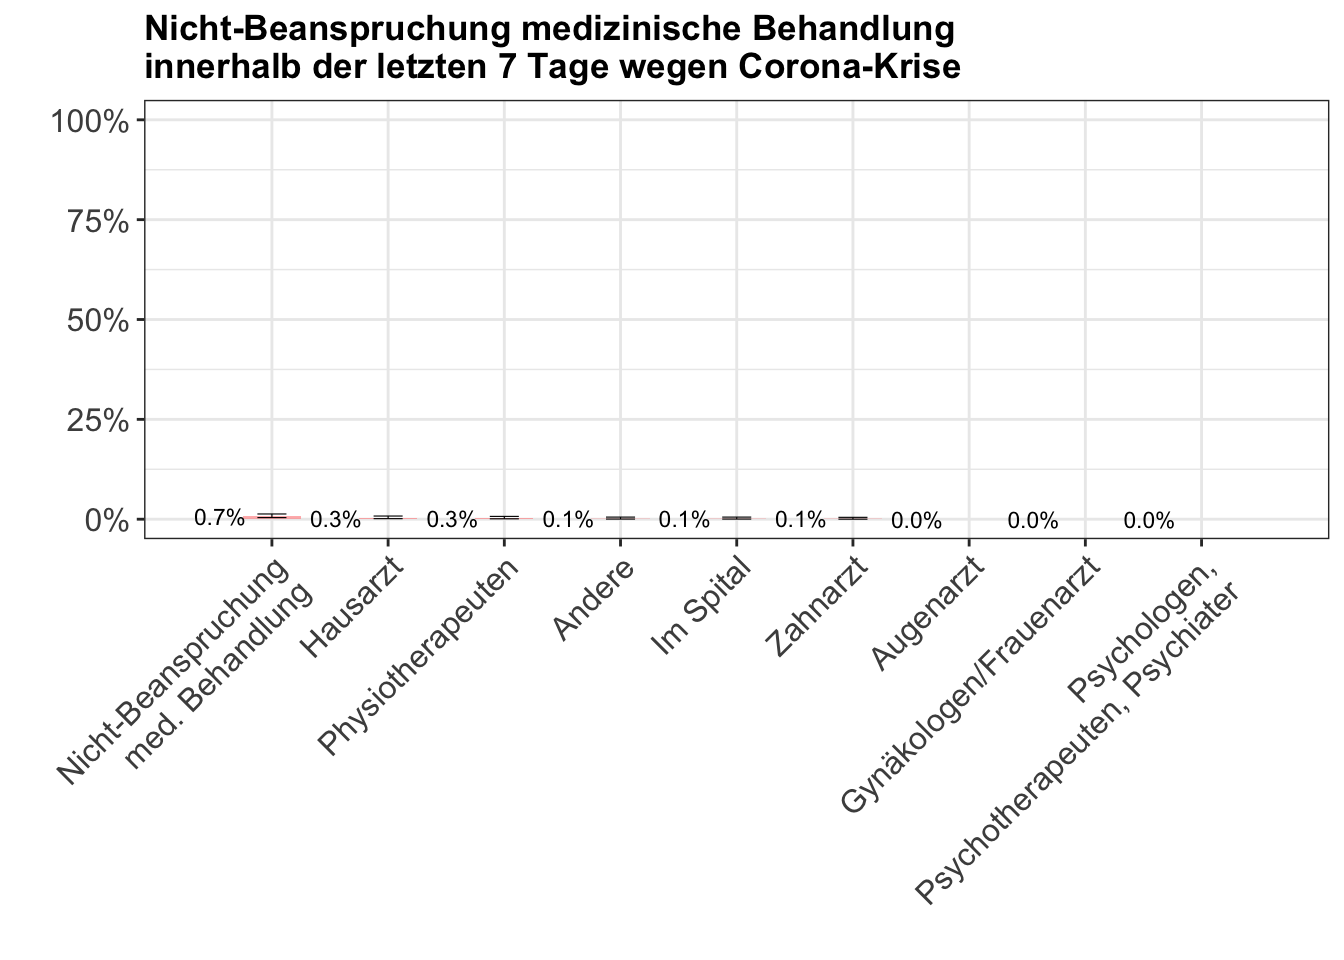 Nicht-Beanspruchung medizinische Behandlung
innerhalb der letzten 7 Tage wegen Corona-Krise
100%
75%
50%
25%
0%
0.7%
0.3%
0.3%
0.1%
0.1%
0.1%
0.0%
0.0%
0.0%
Nicht-Beanspruchung
med. Behandlung
Hausarzt
Physiotherapeuten
Andere
Im Spital
Zahnarzt
Augenarzt
Gynäkologen/Frauenarzt
Psychologen,
Psychotherapeuten, Psychiater